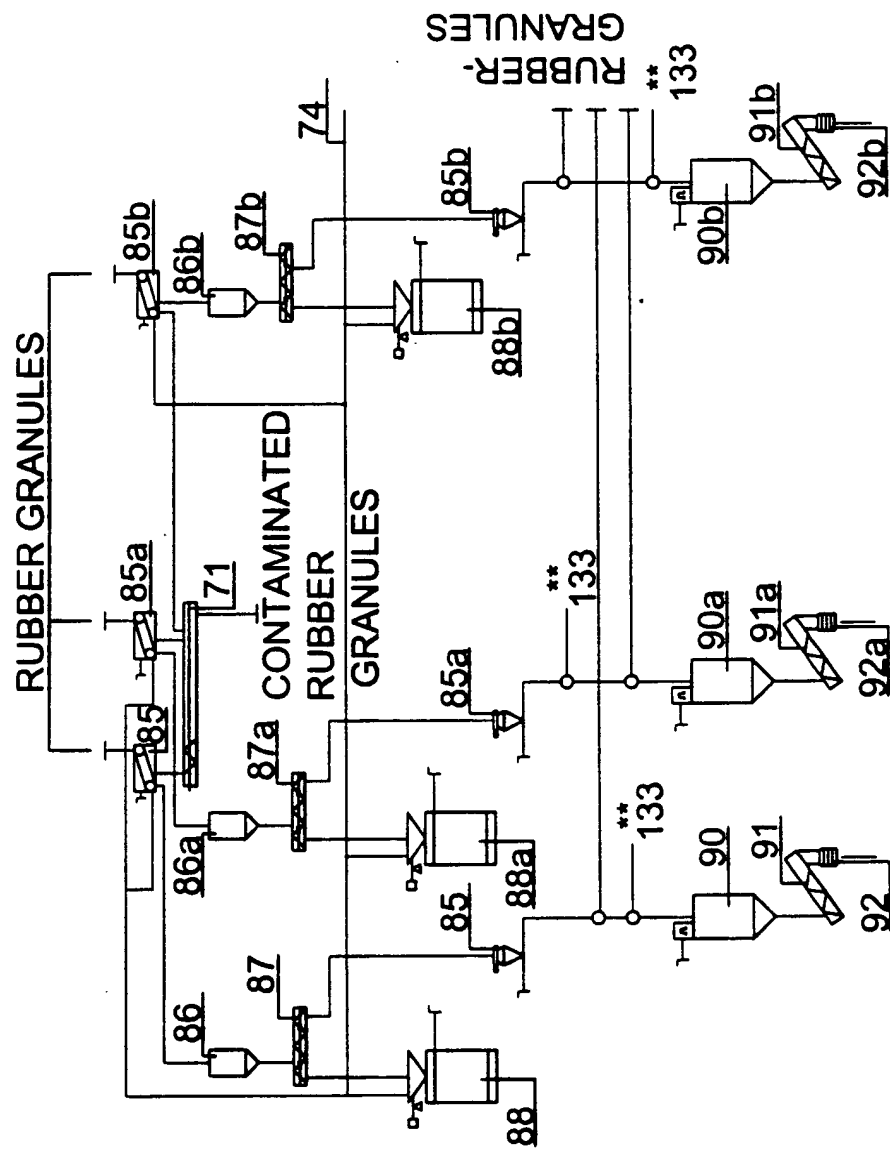 RUBBER GRANULES
85
85a
85b
86
86a
71
86b
87
87a
CONTAMINATED
RUBBER
GRANULES
87b
74
88
88a
88b
85
85a
85b
RUBBER-
GRANULES
**
133
**
133
**
133
90
90a
90b
91
91a
91b
92
92a
92b